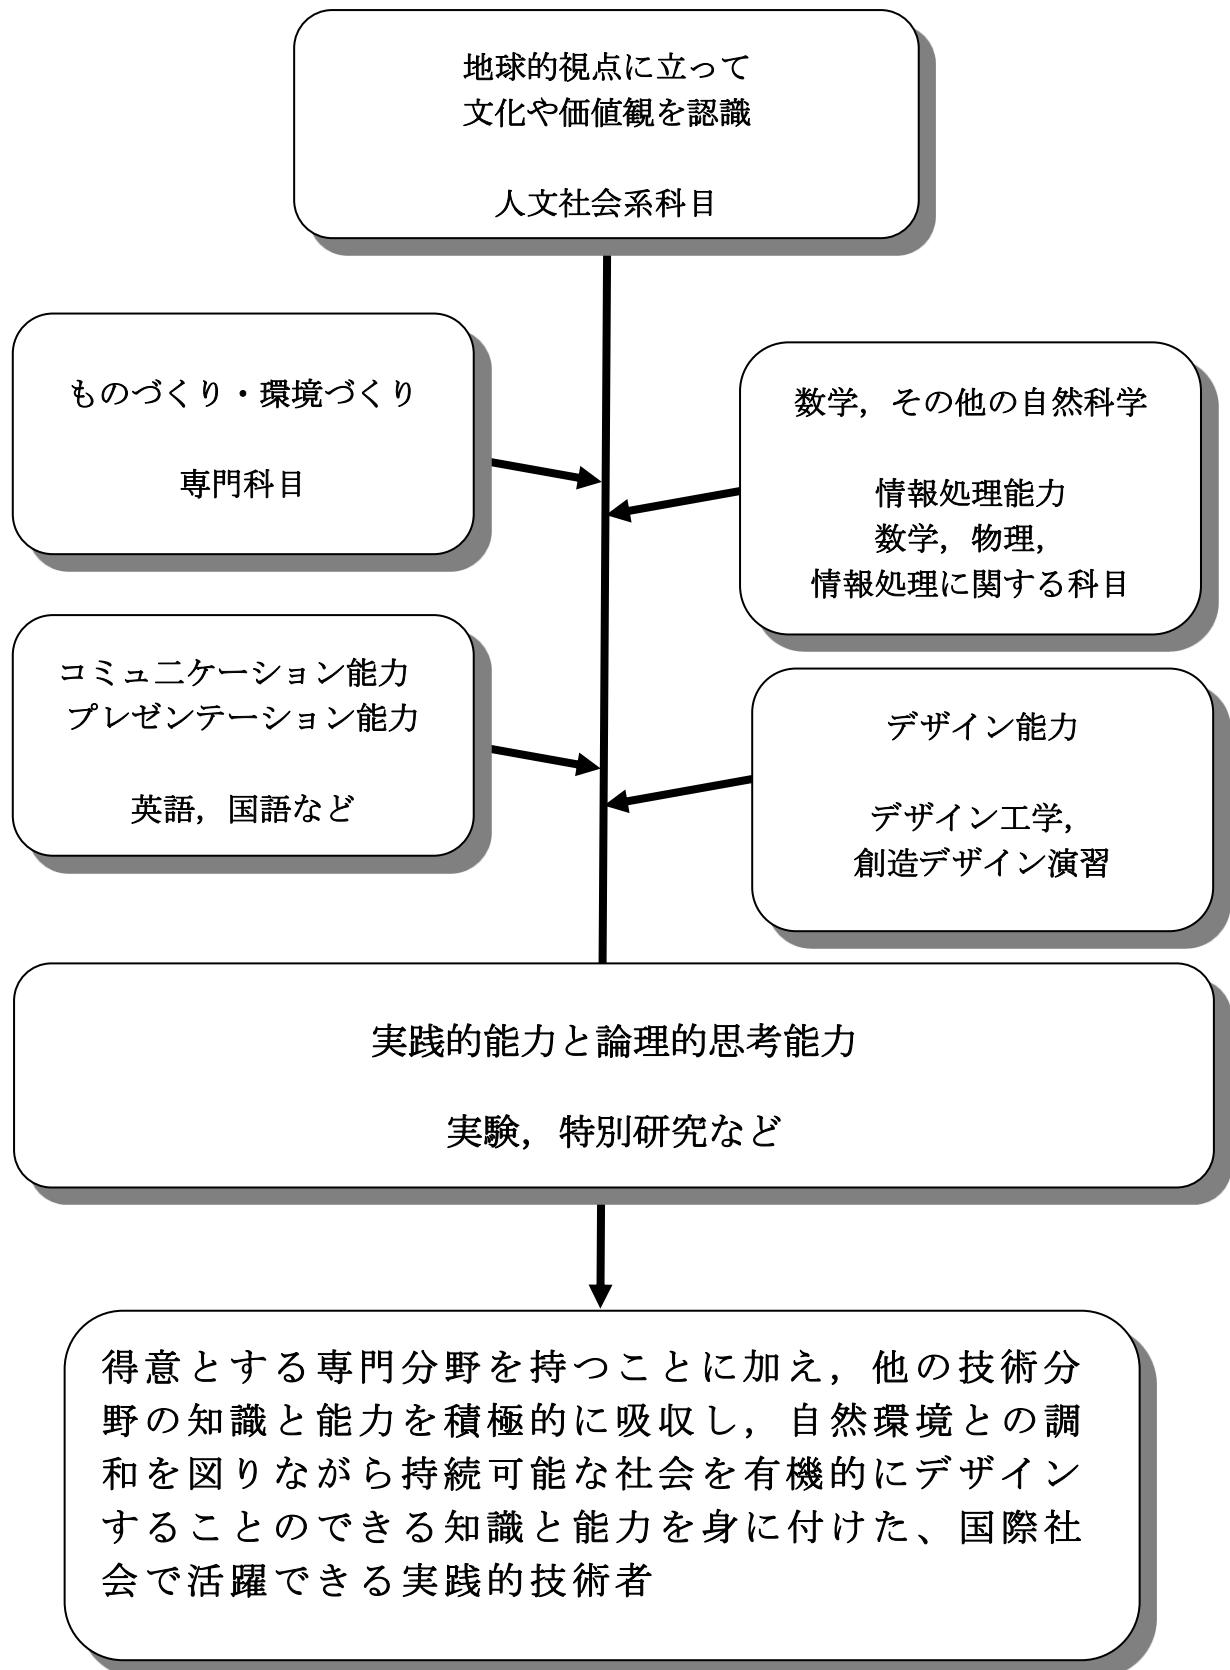 地球的視点に立って
文化や価値観を認識
人文社会系科目
ものづくり・環境づくり
専門科目
数学，その他の自然科学
情報処理能力
数学，物理，
情報処理に関する科目
コミュニケーション能力
プレゼンテーション能力
英語，国語など
デザイン能力
デザイン工学，
創造デザイン演習
実践的能力と論理的思考能力
実験，特別研究など
得意とする専門分野を持つことに加え，他の技術分
野の知識と能力を積極的に吸収し，自然環境との調
和を図りながら持続可能な社会を有機的にデザイン
することのできる知識と能力を身に付けた、国際社
会で活躍できる実践的技術者